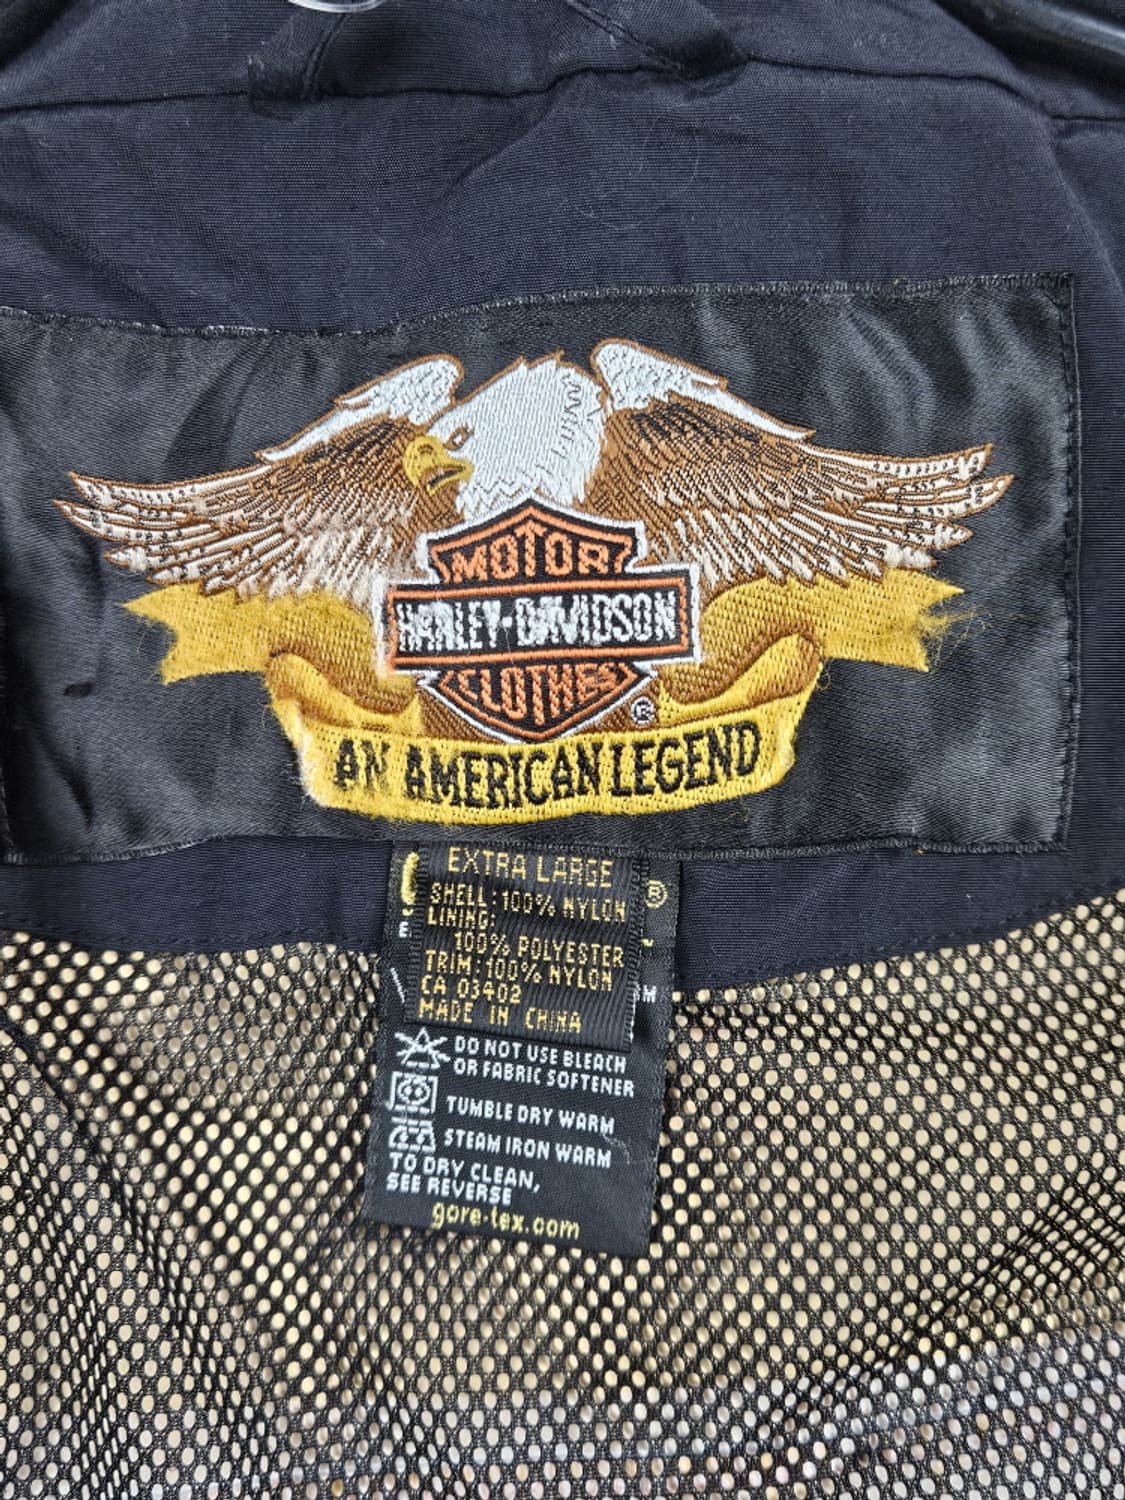 MOTOR
HARLEY-DAVIDSON
CLOTHES
®
AN AMERICAN LEGEND
EXTRA LARGE
®
SHELL: 100% NYLON
LINING:
100% POLYESTER
TRIM: 100% NYLON
CA 03402
MADE IN CHINA
DO NOT USE BLEACH
OR FABRIC SOFTENER
TUMBLE DRY WARM
STEAM IRON WARM
TO DRY CLEAN,
SEE REVERSE
gore-tex.com